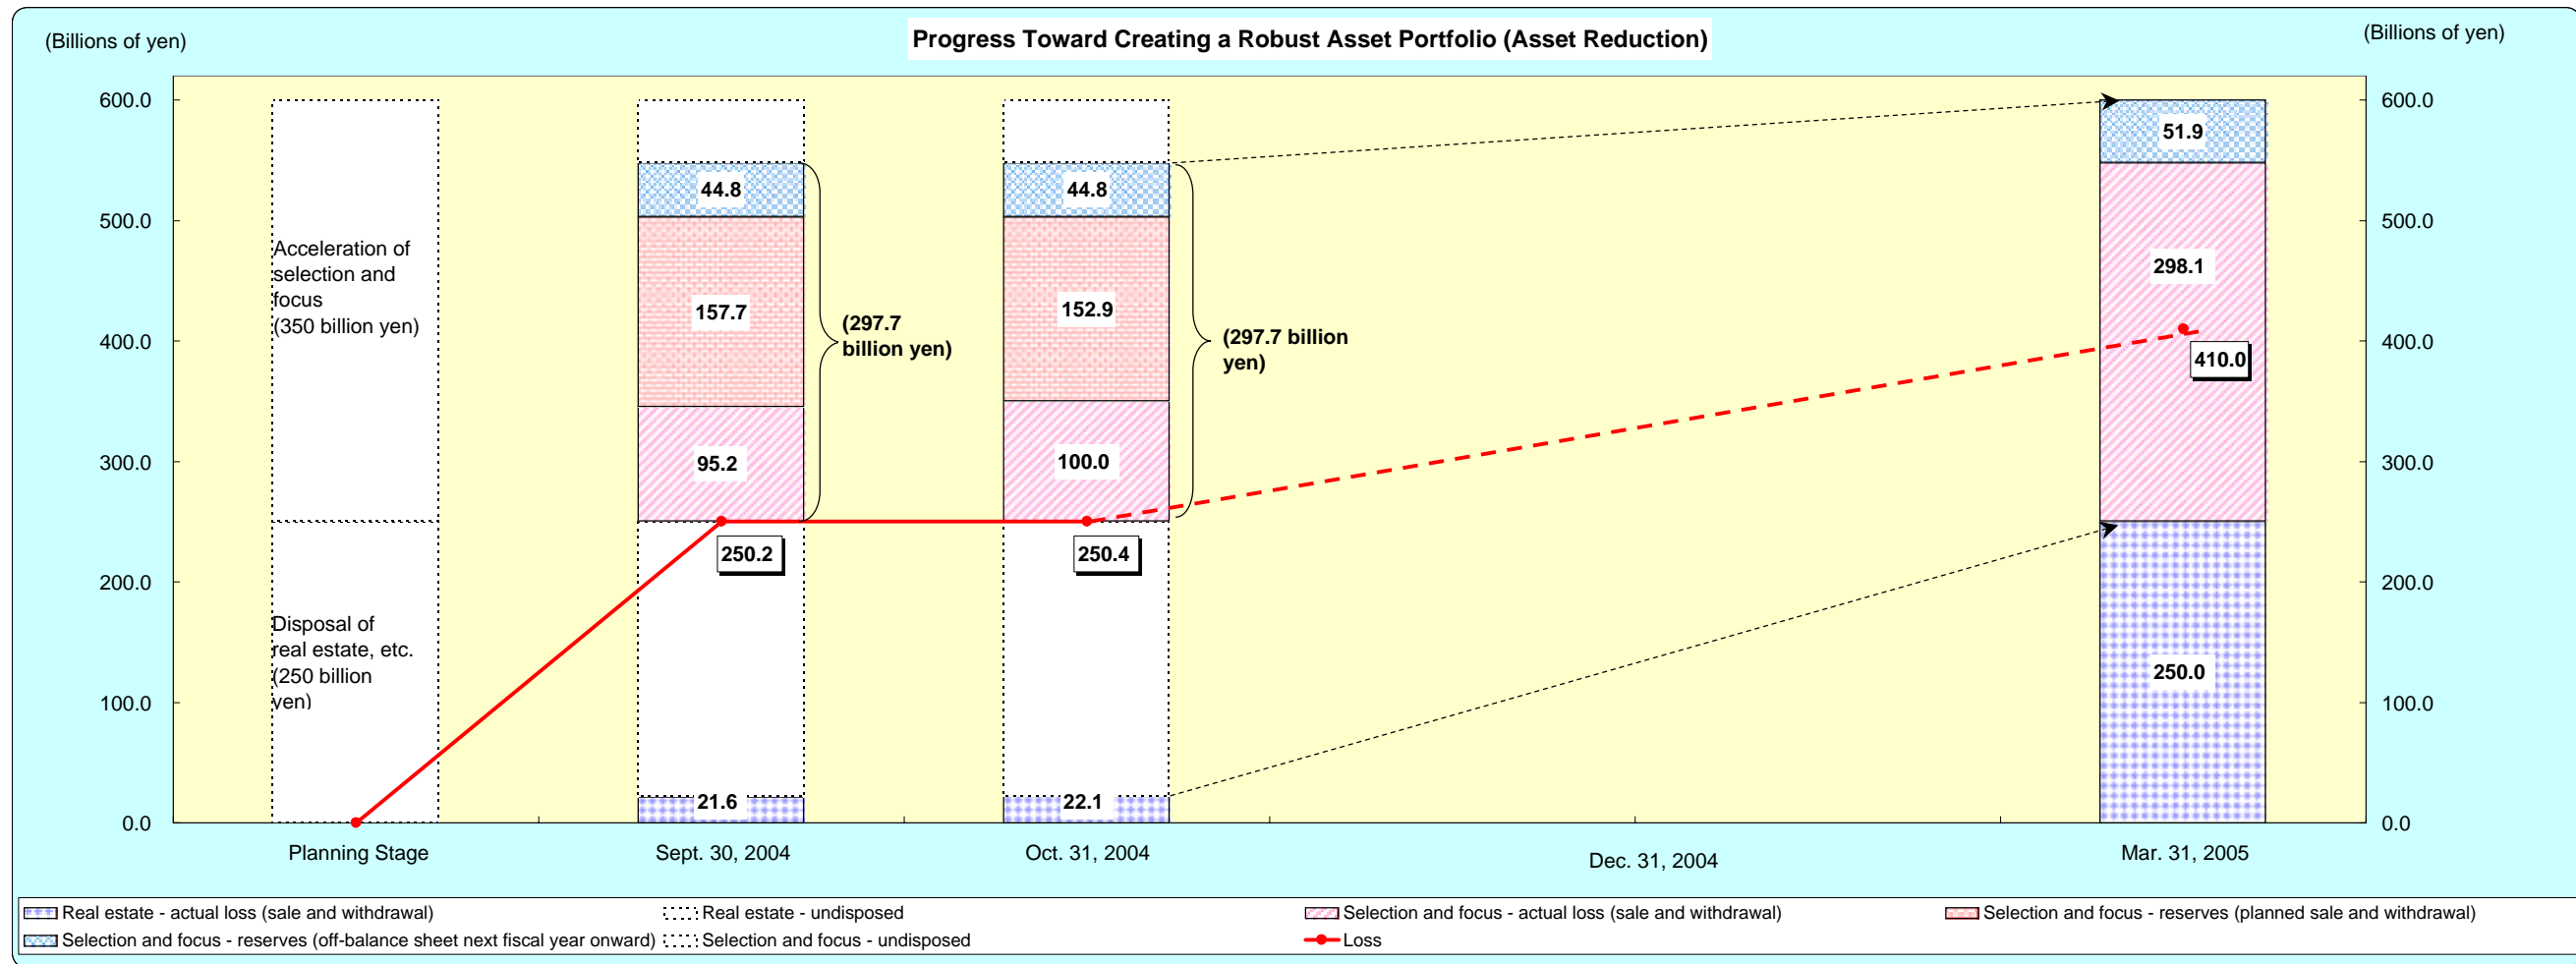 (Billions of yen)
Progress Toward Creating a Robust Asset Portfolio (Asset Reduction)
(Billions of yen)
600.0
500.0
400.0
300.0
200.0
100.0
0.0
Acceleration of
selection and
focus
(350 billion yen)
Disposal of
real estate, etc.
(250 billion
yen)
44.8
157.7
95.2
250.2
21.6
(297.7
billion yen)
44.8
152.9
100.0
250.4
22.1
(297.7 billion
yen)
51.9
298.1
410.0
250.0
600.0
500.0
400.0
300.0
200.0
100.0
0.0
Planning Stage
Sept. 30, 2004
Oct. 31, 2004
Dec. 31, 2004
Mar. 31, 2005
Real estate - actual loss (sale and withdrawal)
Real estate - undisposed
Selection and focus - actual loss (sale and withdrawal)
Selection and focus - reserves (planned sale and withdrawal)
Selection and focus - reserves (off-balance sheet next fiscal year onward)
Selection and focus - undisposed
Loss